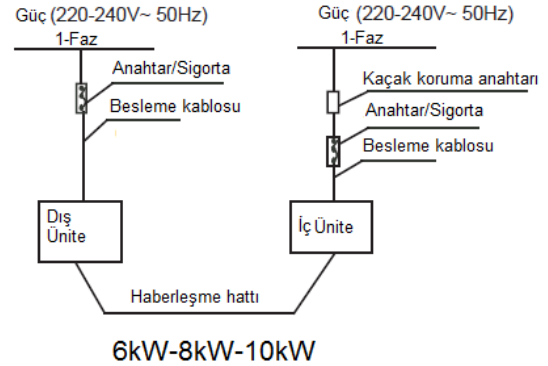 Güç (220-240V~ 50Hz)
1-Faz
Anahtar/Sigorta
Besleme kablosu
Dış
Ünite
Güç (220-240V~ 50Hz)
1-Faz
Kaçak koruma anahtarı
Anahtar/Sigorta
Besleme kablosu
İç Ünite
Haberleşme hattı
6kW-8kW-10kW